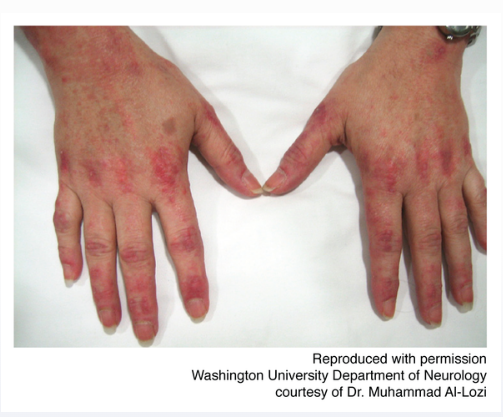 Reproduced with permission
Washington University Department of Neurology
courtesy of Dr. Muhammad Al-Lozi